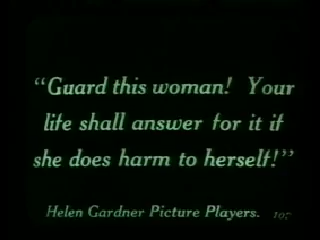 “Guard this woman! Your
life shall answer for it if
she does harm to herself!”
Helen Gardner Picture Players. 107